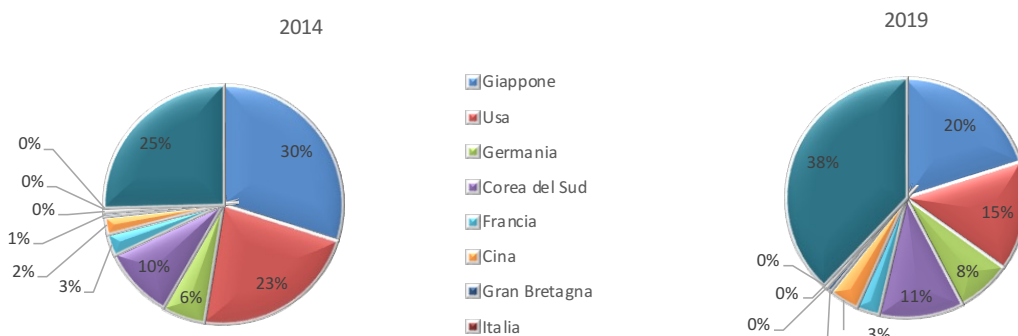 2014
2019
0%
0%
0%
1%
2%
3%
10%
6%
23%
30%
25%
Giappone
Usa
Germania
Corea del Sud
Francia
Cina
Gran Bretagna
Italia
20%
15%
8%
11%
3%
0%
0%
0%
38%